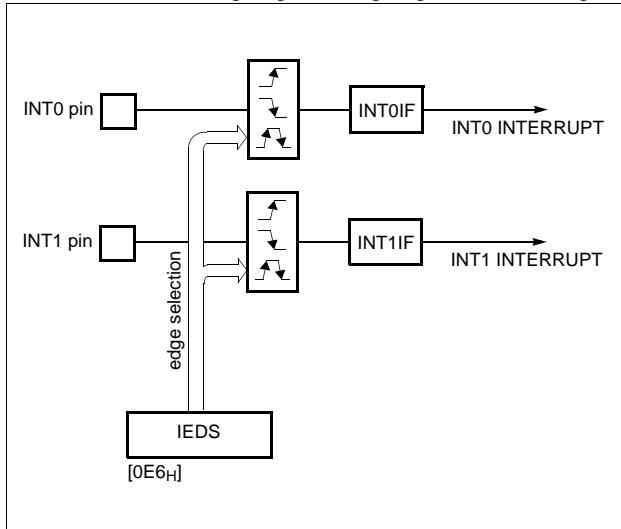 INT0 pin
INT0IF
INT0 INTERRUPT
INT1 pin
INT1IF
INT1 INTERRUPT
edge selection
IEDS
[0E6H]